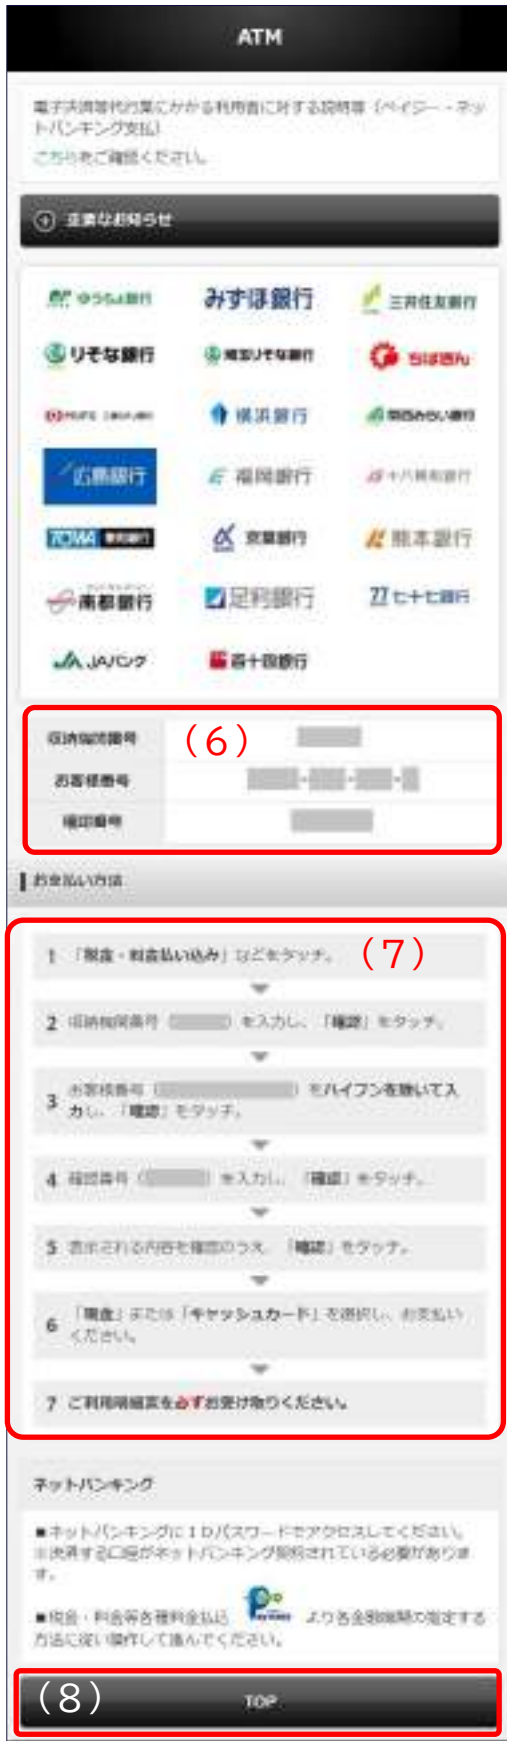 ATM
電子決済等代行業にかかる利用者に対する説明等（ペイジー・ネッ
トバンキング支払）
こちらをご確認ください。
重要なお知らせ
ゆうちょ銀行 みずほ銀行 三井住友銀行
りそな銀行 埼玉りそな銀行 ちばぎん
横浜銀行 関西みらい銀行
広島銀行 福岡銀行 十八親和銀行
TOWA 東和銀行 京葉銀行 熊本銀行
南都銀行 足利銀行 77 七十七銀行
JA JAバンク 百十四銀行
収納機関番号 （6）
お客様番号 - - -
確認番号
お支払い方法
（7）
1 「税金・料金払い込み」などをタッチ。
2 収納機関番号（ ）を入力し、「確認」をタッチ。
3 お客様番号（ ）をハイフンを除いて入
力し、「確認」をタッチ。
4 確認番号（ ）を入力し、「確認」をタッチ。
5 表示される内容を確認のうえ、「確認」をタッチ。
6 「現金」または「キャッシュカード」を選択し、お支払い
ください。
7 ご利用明細票を必ずお受け取りください。
ネットバンキング
■ネットバンキングにIDパスワードでアクセスしてください。
※決済する口座がネットバンキング契約されている必要がありま
す。
■税金・料金等各種料金払込 Pay-easy より各金融機関の指定する
方法に従い操作して進んでください。
（8） TOP